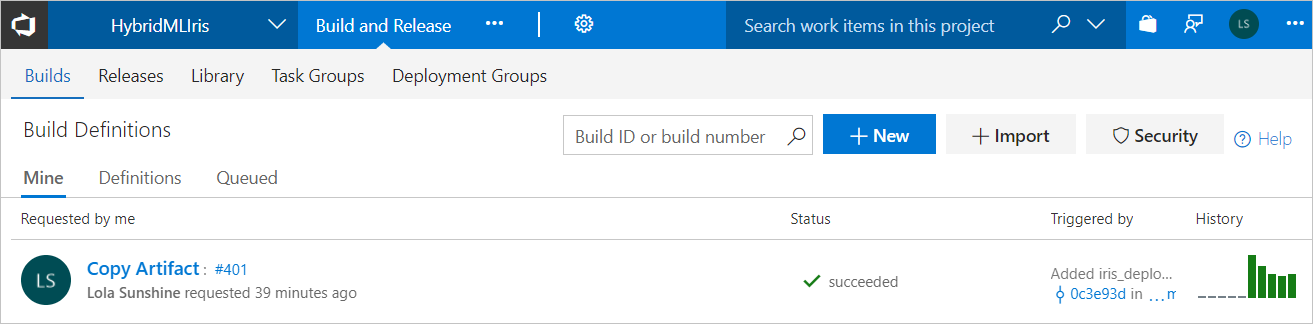 HybridMLIris Build and Release ••• Search work items in this project LS •••
Builds Releases Library Task Groups Deployment Groups
Build Definitions Build ID or build number + New + Import Security Help
Mine Definitions Queued
Requested by me Status Triggered by History
LS Copy Artifact : #401 succeeded Added iris_deplo...
Lola Sunshine requested 39 minutes ago 0c3e93d in ...m